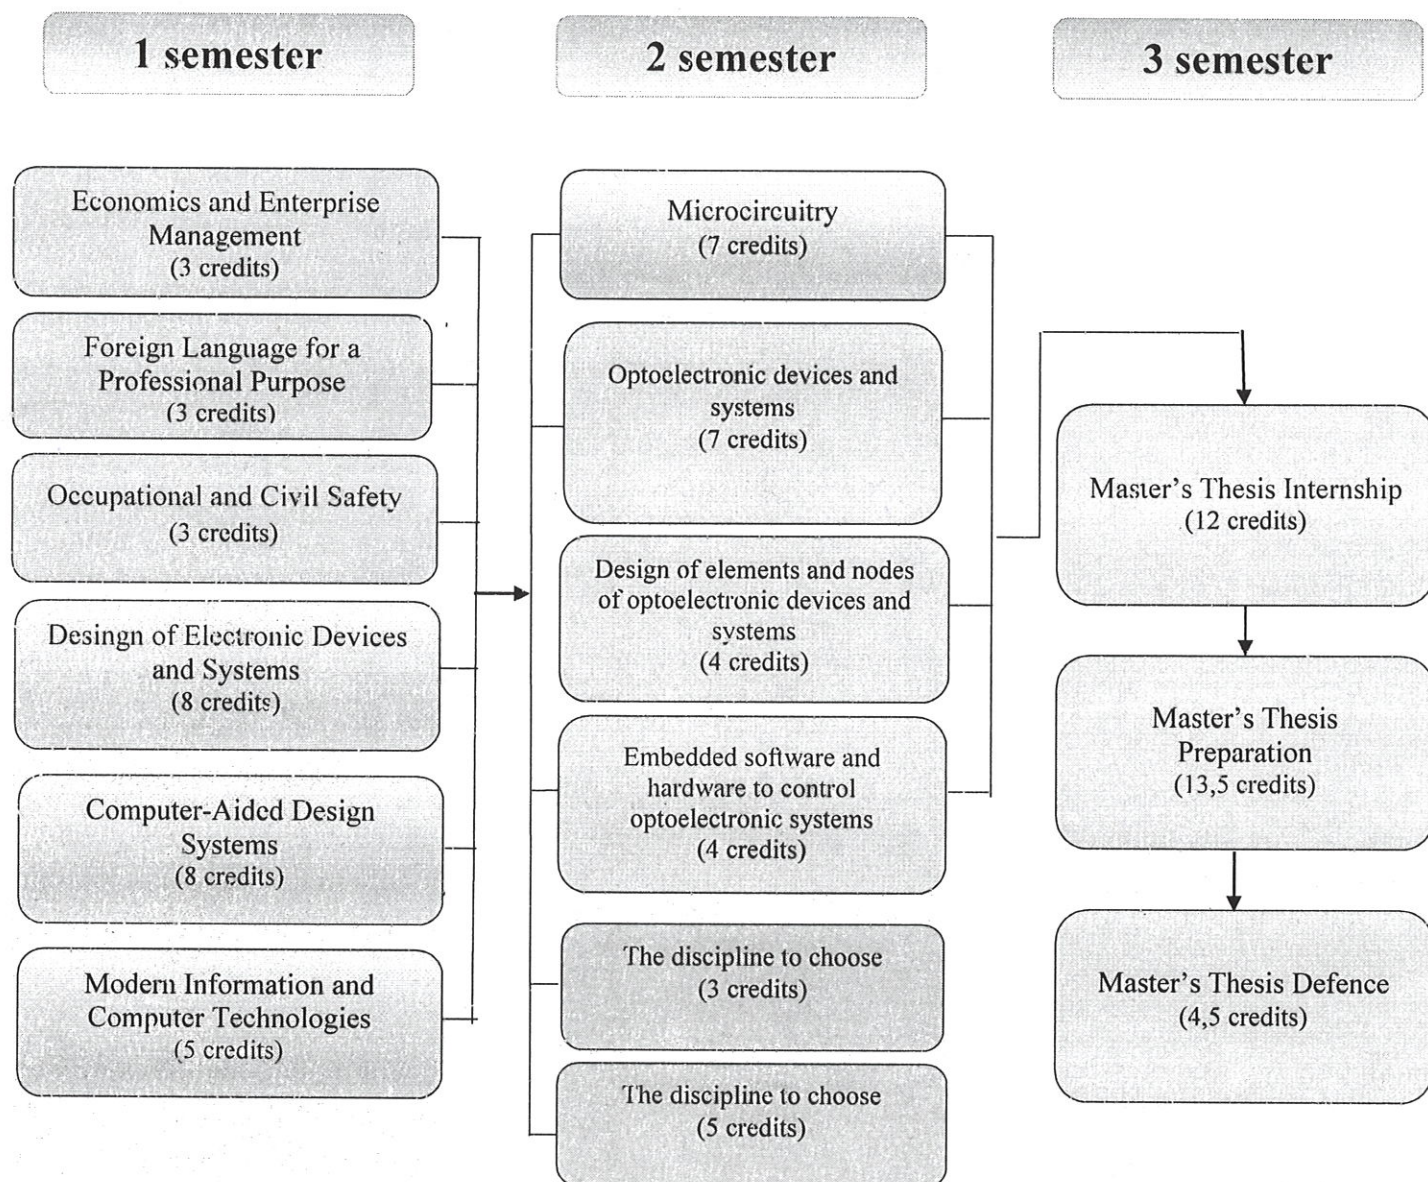 1 semester
2 semester
3 semester
Economics and Enterprise
Management
(3 credits)
Foreign Language for a
Professional Purpose
(3 credits)
Occupational and Civil Safety
(3 credits)
Desingn of Electronic Devices
and Systems
(8 credits)
Computer-Aided Design
Systems
(8 credits)
Modern Information and
Computer Technologies
(5 credits)
Microcircuitry
(7 credits)
Optoelectronic devices and
systems
(7 credits)
Design of elements and nodes
of optoelectronic devices and
systems
(4 credits)
Embedded software and
hardware to control
optoelectronic systems
(4 credits)
The discipline to choose
(3 credits)
The discipline to choose
(5 credits)
Master’s Thesis Internship
(12 credits)
Master’s Thesis
Preparation
(13,5 credits)
Master’s Thesis Defence
(4,5 credits)